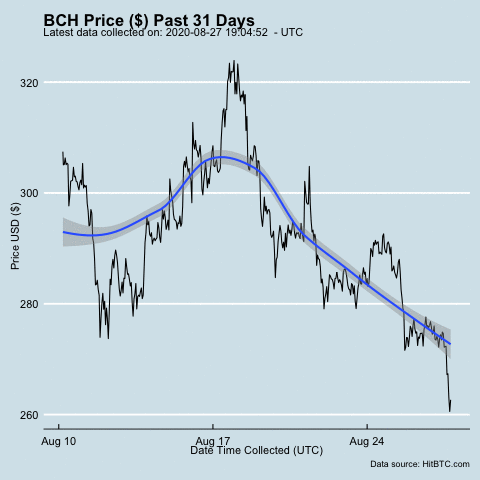 BCH Price ($) Past 31 Days
Latest data collected on: 2020-08-27 19:04:52 - UTC
320
300
280
260
Price USD ($)
Aug 10 Aug 17 Aug 24
Date Time Collected (UTC)
Data source: HitBTC.com